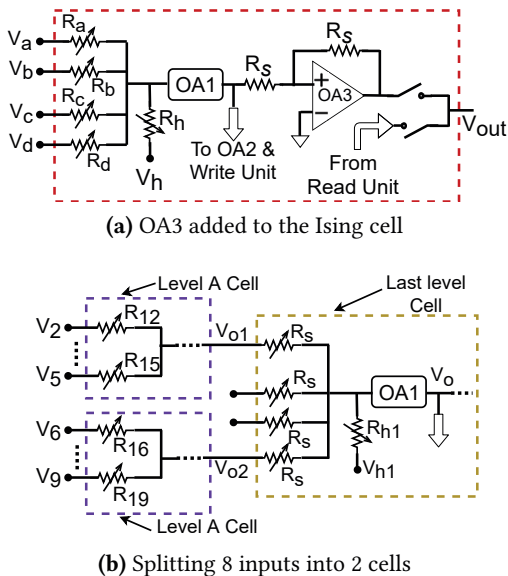 Va
Ra
Vb
Rb
Vc
Rc
Vd
Rd
Rh
Vh
OA1
Rs
Rs
+
−
OA3
To OA2 &
Write Unit
From
Read Unit
Vout
(a) OA3 added to the Ising cell
Level A Cell
Last level
Cell
V2
R12
V5
R15
Vo1
V6
R16
V9
R19
Vo2
Level A Cell
Rs
Rs
Rs
Rs
OA1
Vo
Rh1
Vh1
(b) Splitting 8 inputs into 2 cells